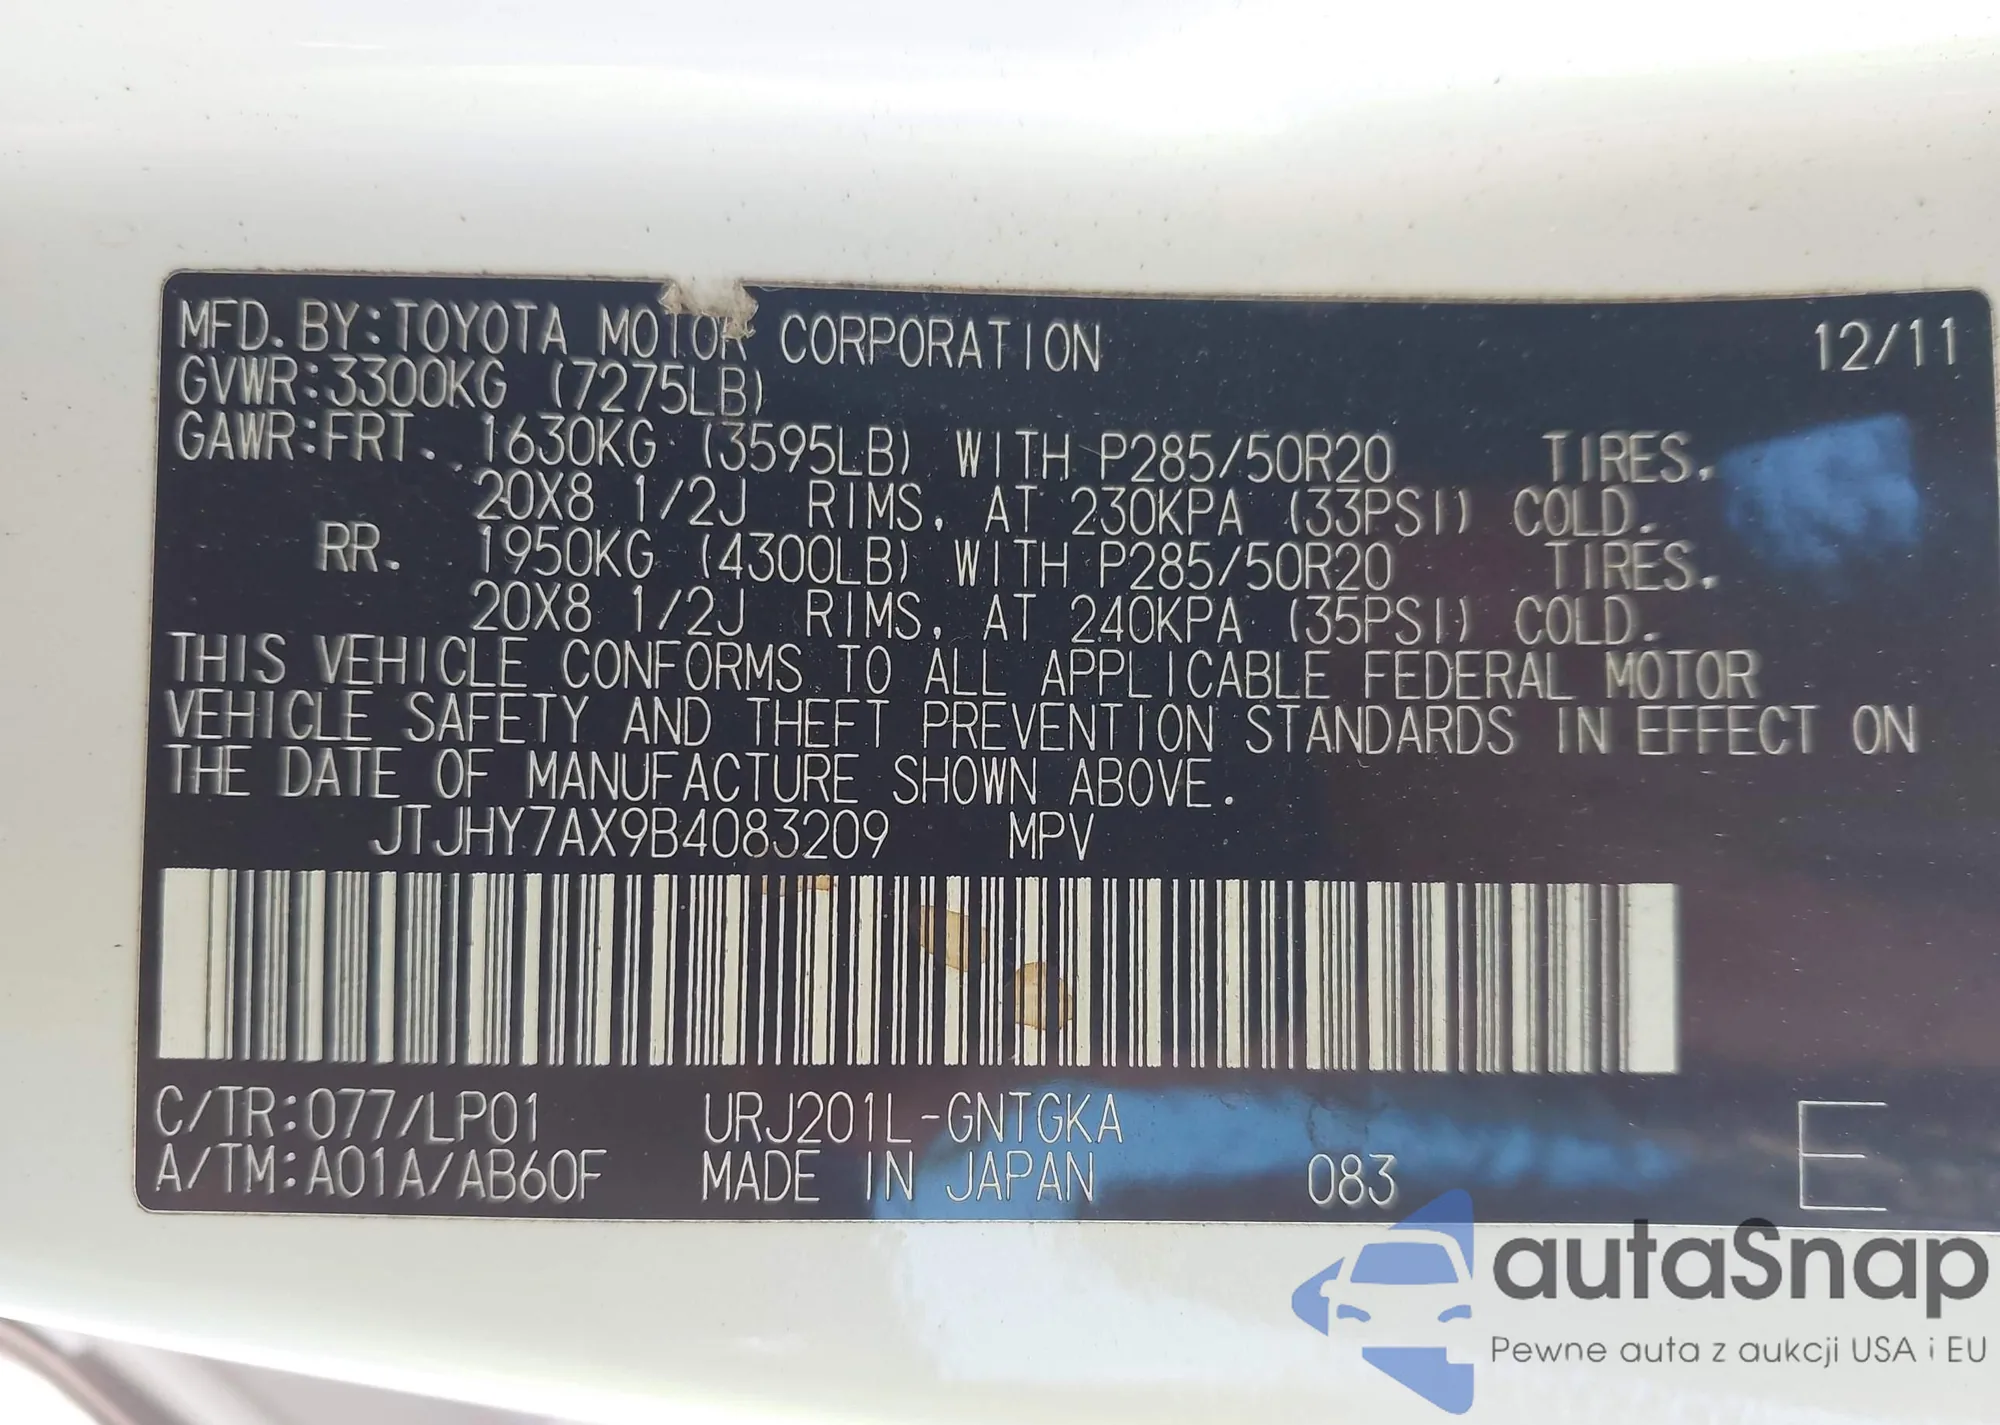 MFD. BY:TOYOTA MOTOR CORPORATION 12/11
GVWR:3300KG (7275LB)
GAWR:FRT. 1630KG (3595LB) WITH P285/50R20 TIRES,
20X8 1/2J RIMS, AT 230KPA (33PSI) COLD.
RR. 1950KG (4300LB) WITH P285/50R20 TIRES,
20X8 1/2J RIMS, AT 240KPA (35PSI) COLD.
THIS VEHICLE CONFORMS TO ALL APPLICABLE FEDERAL MOTOR
VEHICLE SAFETY AND THEFT PREVENTION STANDARDS IN EFFECT ON
THE DATE OF MANUFACTURE SHOWN ABOVE.
JTJHY7AX9B4083209 MPV
C/TR:077/LP01 URJ201L-GNTGKA
A/TM:A01A/AB60F MADE IN JAPAN 083 E
autaSnap
Pewne auta z aukcji USA i EU